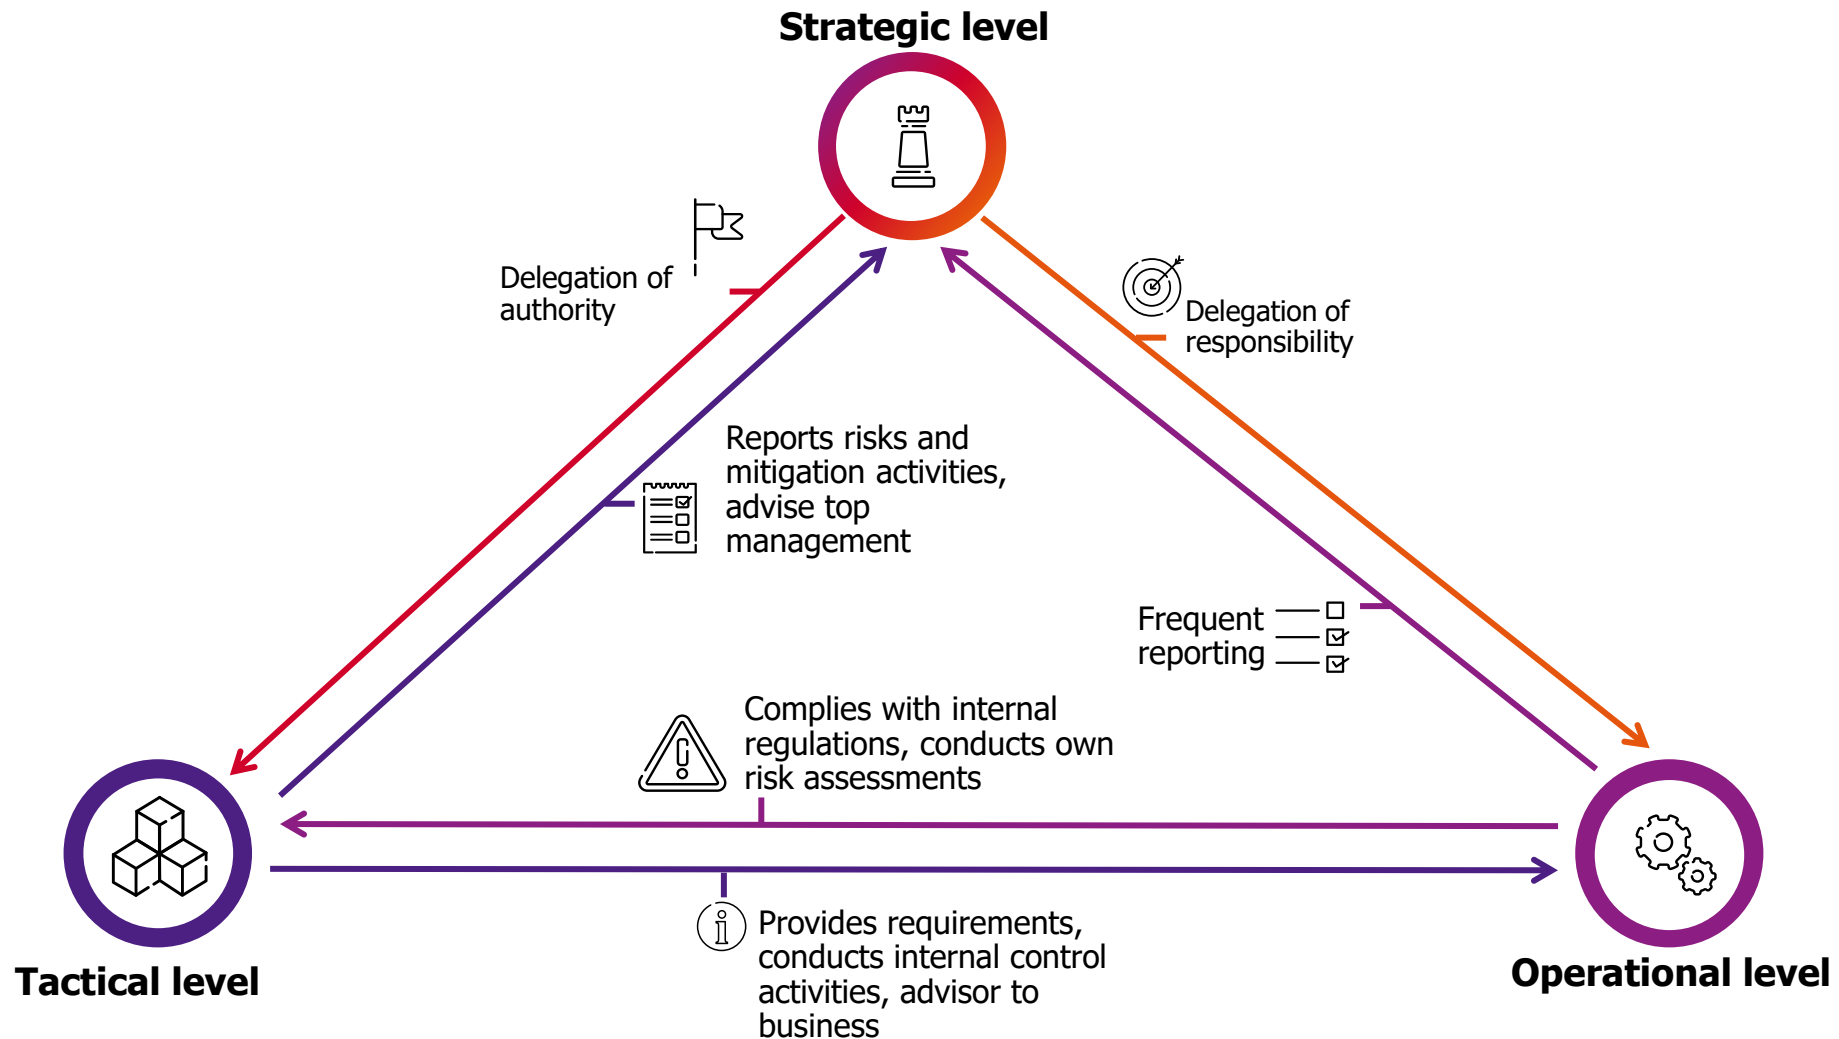 Strategic level
Delegation of
authority
Delegation of
responsibility
Reports risks and
mitigation activities,
advise top
management
Frequent
reporting
Complies with internal
regulations, conducts own
risk assessments
Provides requirements,
conducts internal control
activities, advisor to
business
Tactical level
Operational level